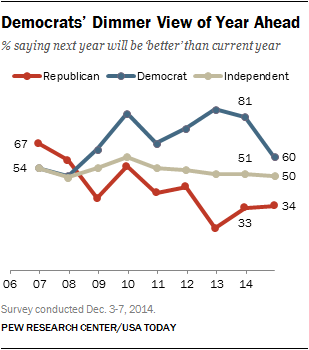 Democrats' Dimmer View of Year Ahead
% saying next year will be 'better' than current year
Republican Democrat Independent
81
67
54
51
60
50
34
33
06 07 08 09 10 11 12 13 14
Survey conducted Dec. 3-7, 2014.
PEW RESEARCH CENTER/USA TODAY